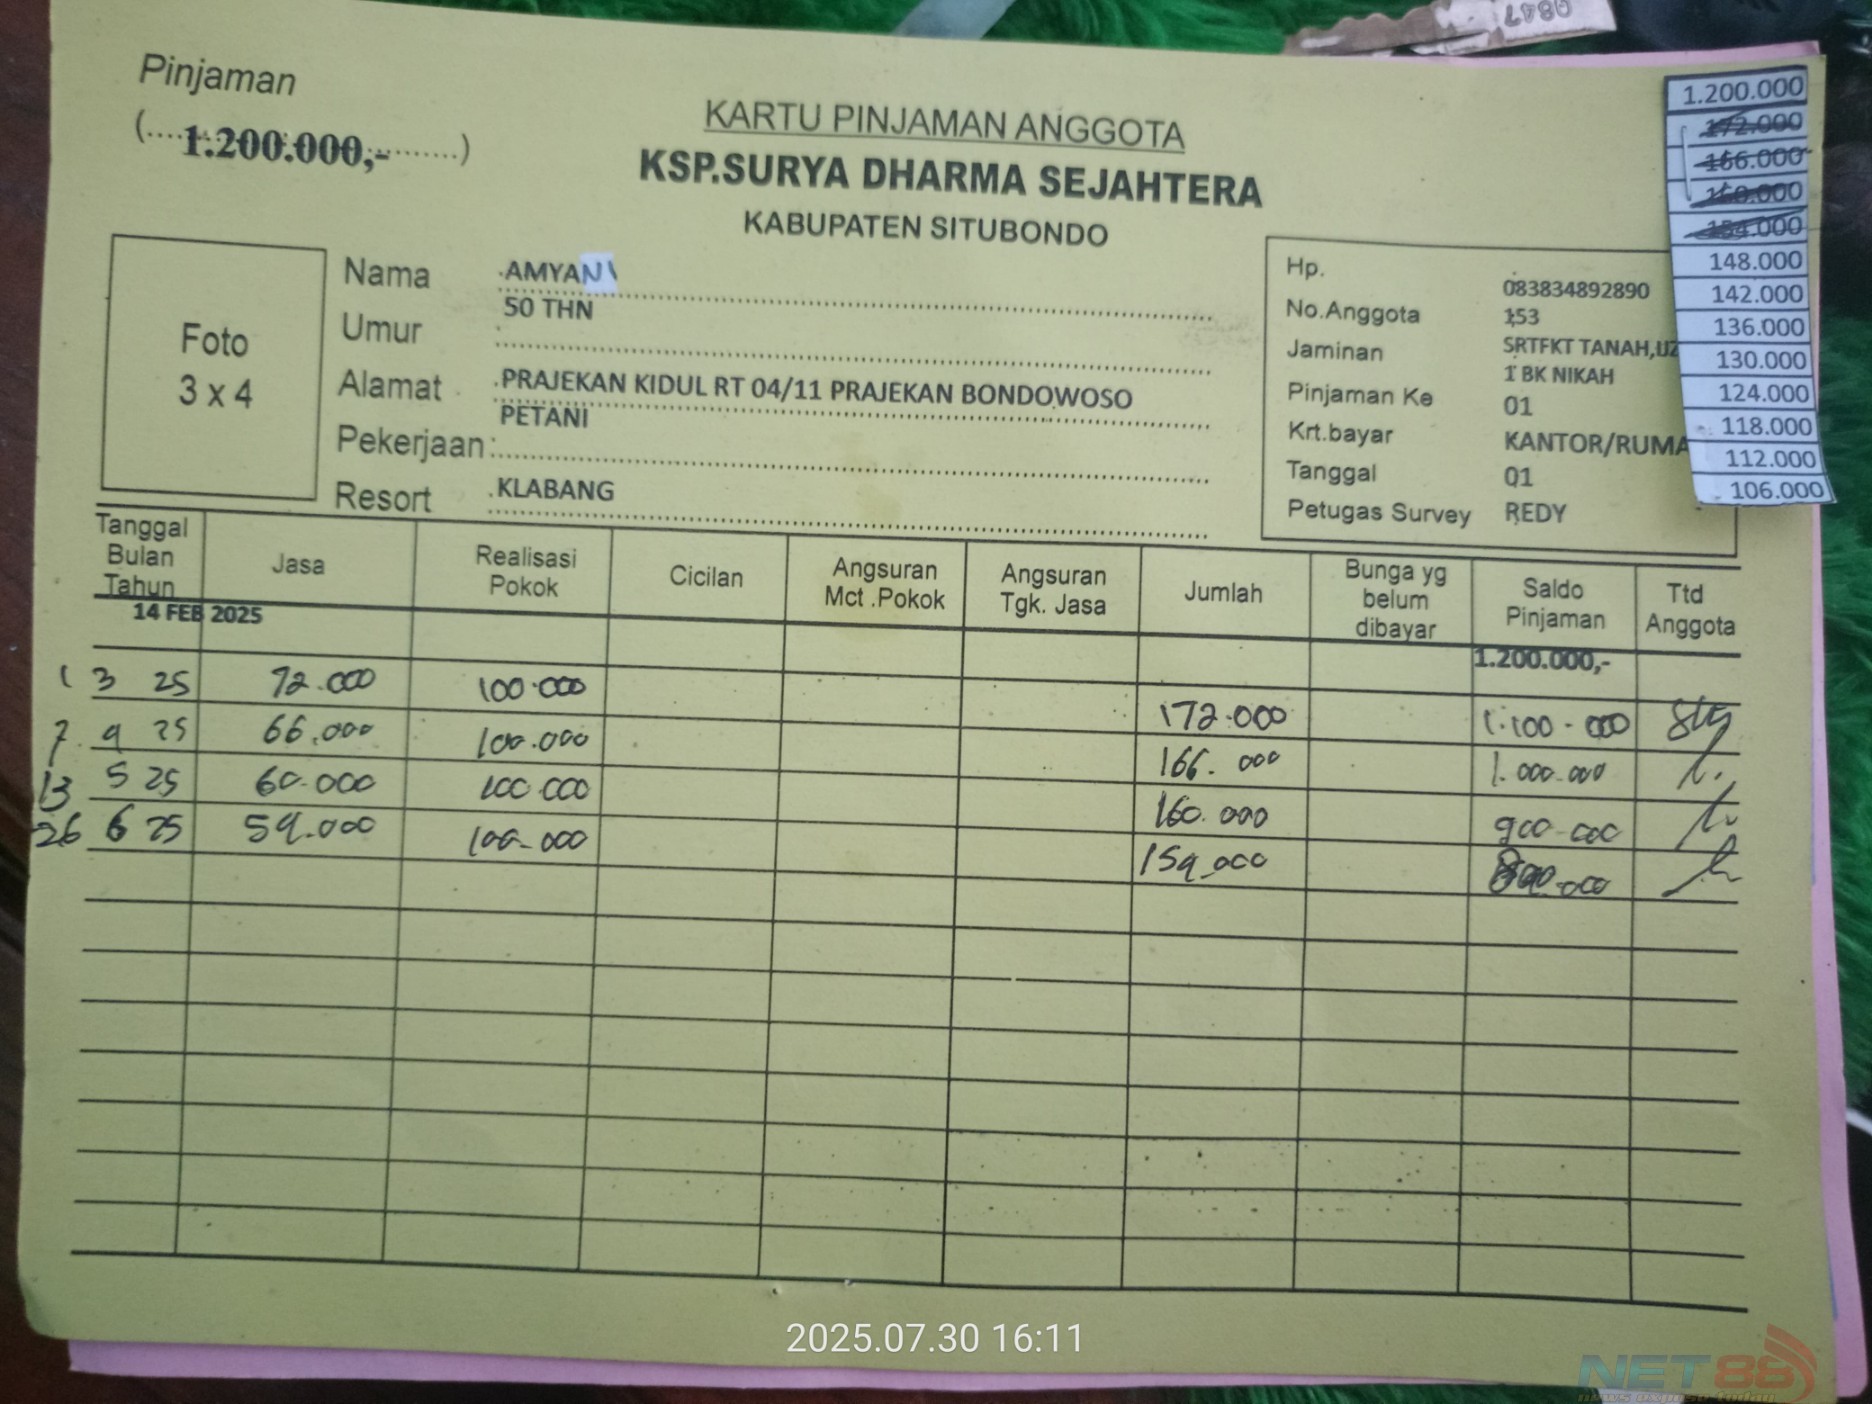 0847
Pinjaman
(....1.200.000,-..........)
KARTU PINJAMAN ANGGOTA
KSP.SURYA DHARMA SEJAHTERA
KABUPATEN SITUBONDO
Foto
3 x 4
Nama AMYANI
Umur 50 THN
Alamat PRAJEKAN KIDUL RT 04/11 PRAJEKAN BONDOWOSO
Pekerjaan: PETANI
Resort KLABANG
Hp. 083834892890
No.Anggota 153
Jaminan SRTFKT TANAH,UZ
1 BK NIKAH
Pinjaman Ke 01
Krt.bayar KANTOR/RUMA
Tanggal 01
Petugas Survey REDY
1.200.000
172.000
166.000
160.000
154.000
148.000
142.000
136.000
130.000
124.000
118.000
112.000
106.000
Tanggal Bulan Tahun Jasa Realisasi Pokok Cicilan Angsuran Mct .Pokok Angsuran Tgk. Jasa Jumlah Bunga yg belum dibayar Saldo Pinjaman Ttd Anggota
14 FEB 2025 1.200.000,-
1 3 25 72.000 100.000 172.000 1.100.000
7 4 25 66.000 100.000 166.000 1.000.000
13 5 25 60.000 100.000 160.000 900.000
26 6 25 54.000 100.000 154.000
2025.07.30 16:11
NET88